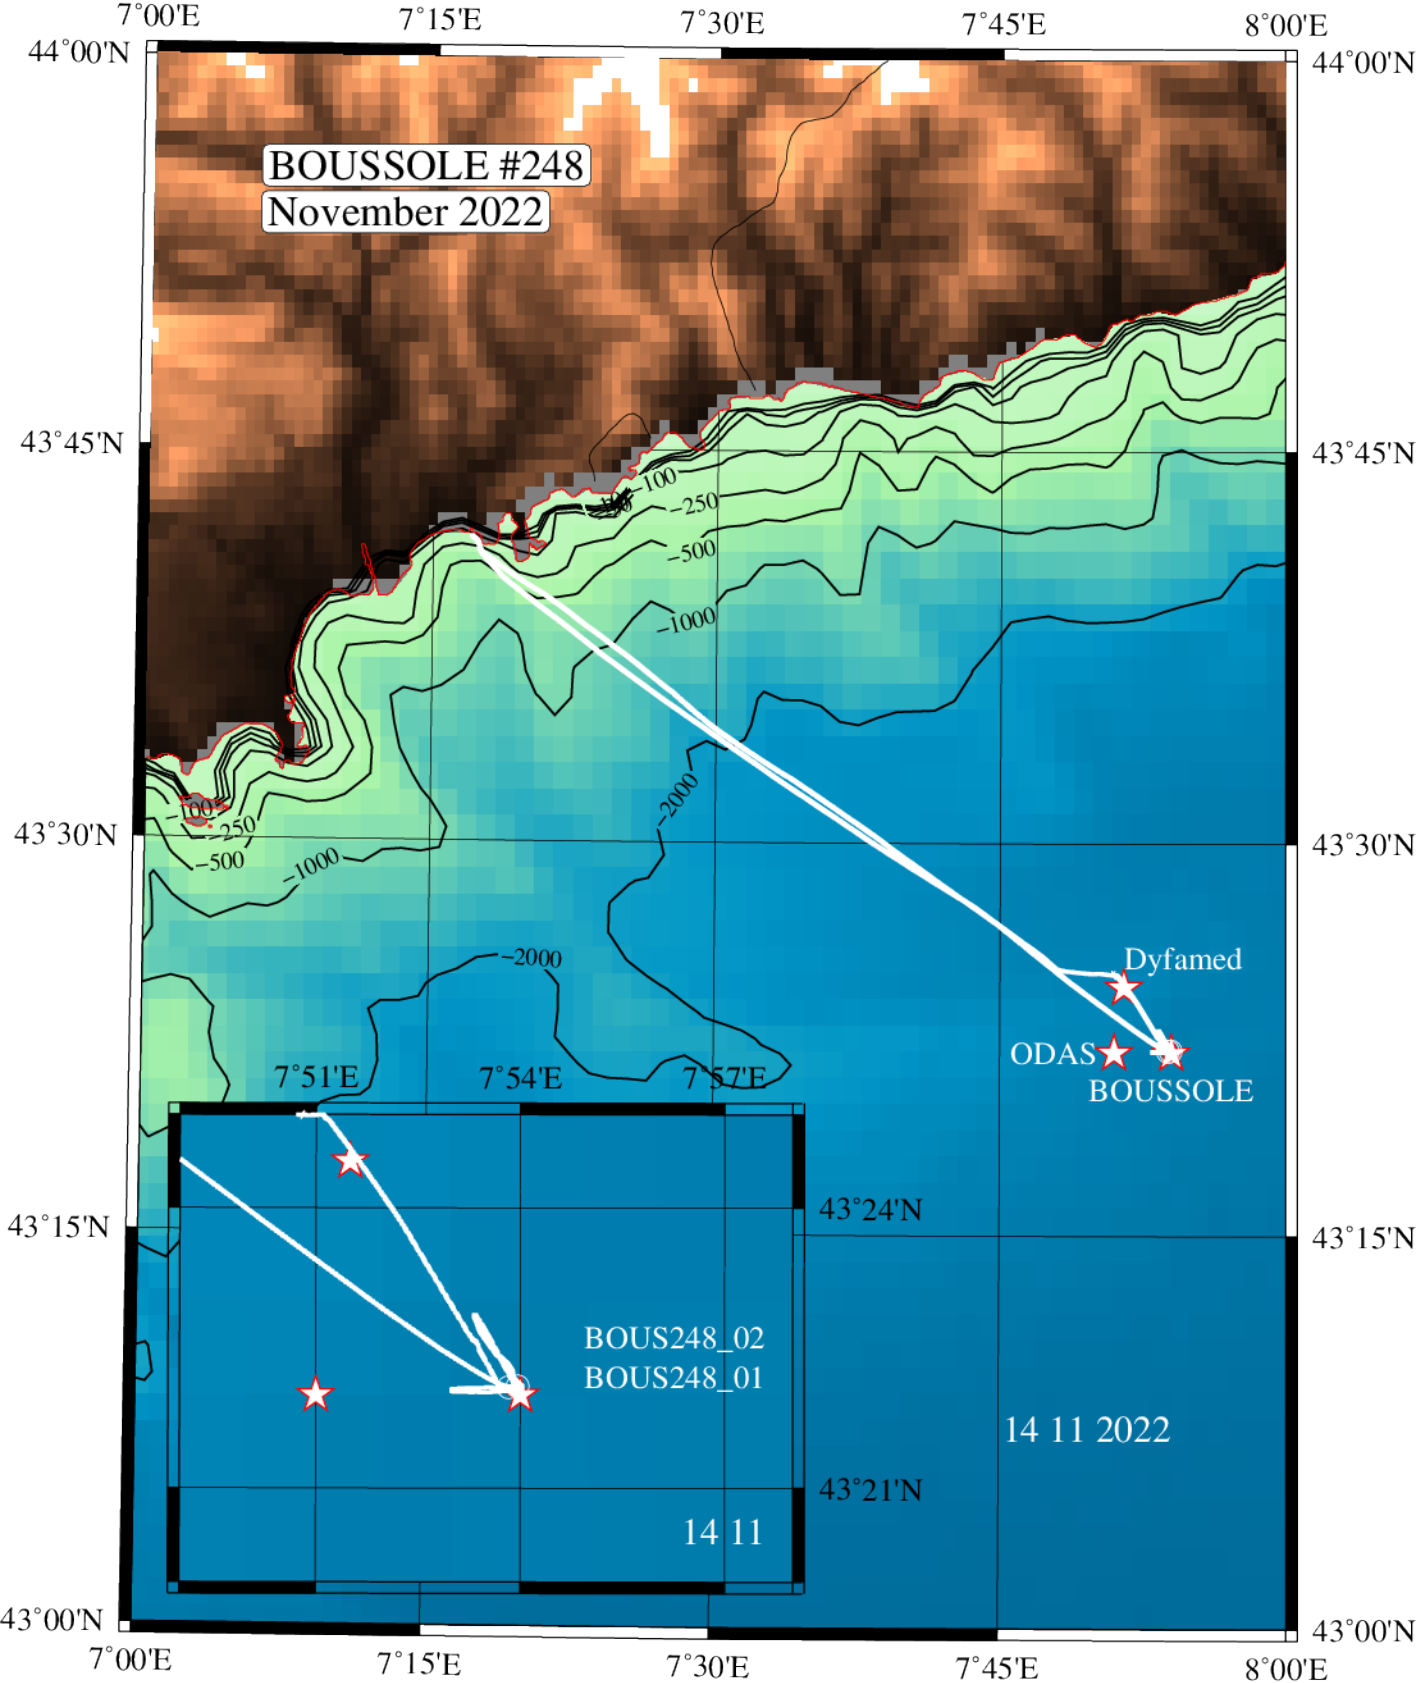 7°00'E 7°15'E 7°30'E 7°45'E 8°00'E
44°00'N 44°00'N
BOUSSOLE #248
November 2022
43°45'N 43°45'N
−100
−250
−500
−1000
−2000
−100
−250
−500
−1000
43°30'N 43°30'N
−2000
Dyfamed
ODAS
BOUSSOLE
7°51'E 7°54'E 7°57'E
43°24'N
43°15'N 43°15'N
BOUS248_02
BOUS248_01
14 11 2022
43°21'N
14 11
43°00'N 43°00'N
7°00'E 7°15'E 7°30'E 7°45'E 8°00'E